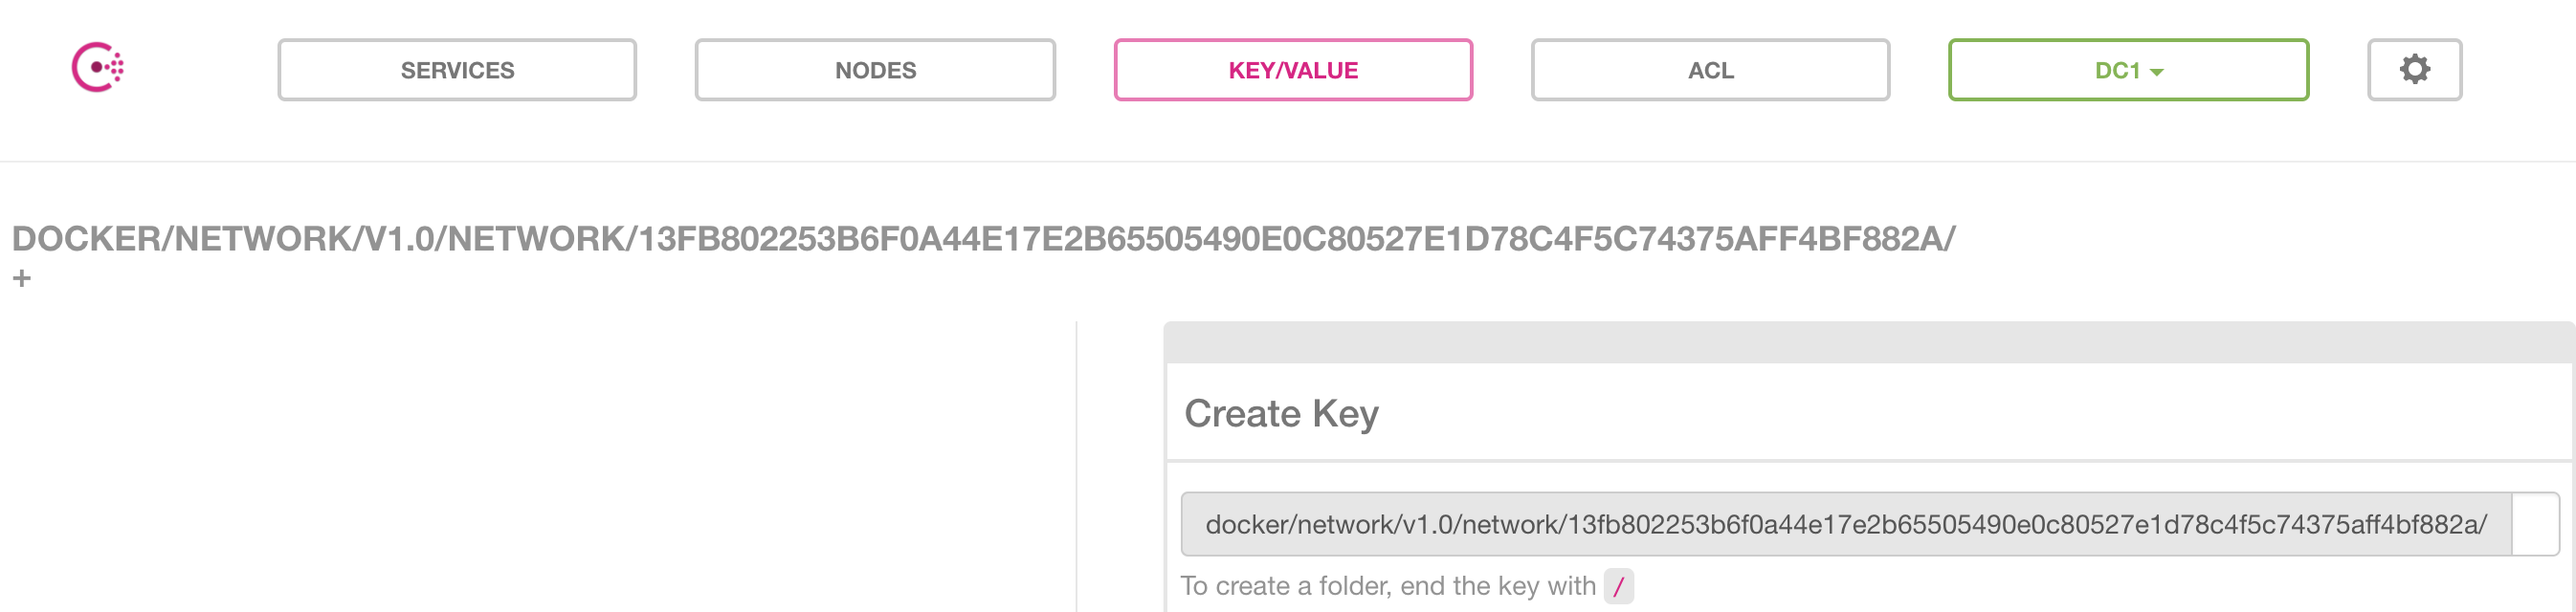 SERVICES NODES KEY/VALUE ACL DC1
DOCKER/NETWORK/V1.0/NETWORK/13FB802253B6F0A44E17E2B65505490E0C80527E1D78C4F5C74375AFF4BF882A/
+
Create Key
docker/network/v1.0/network/13fb802253b6f0a44e17e2b65505490e0c80527e1d78c4f5c74375aff4bf882a/
To create a folder, end the key with /